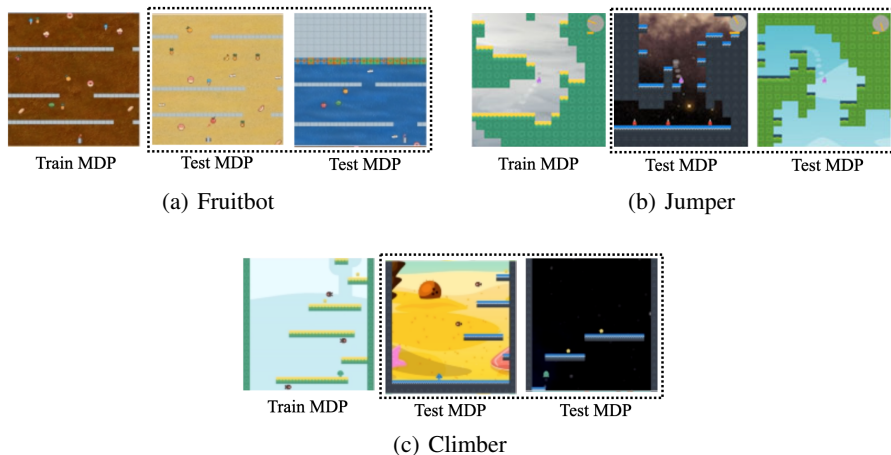 Train MDP Test MDP Test MDP
(a) Fruitbot
Train MDP Test MDP Test MDP
(b) Jumper
Train MDP Test MDP Test MDP
(c) Climber